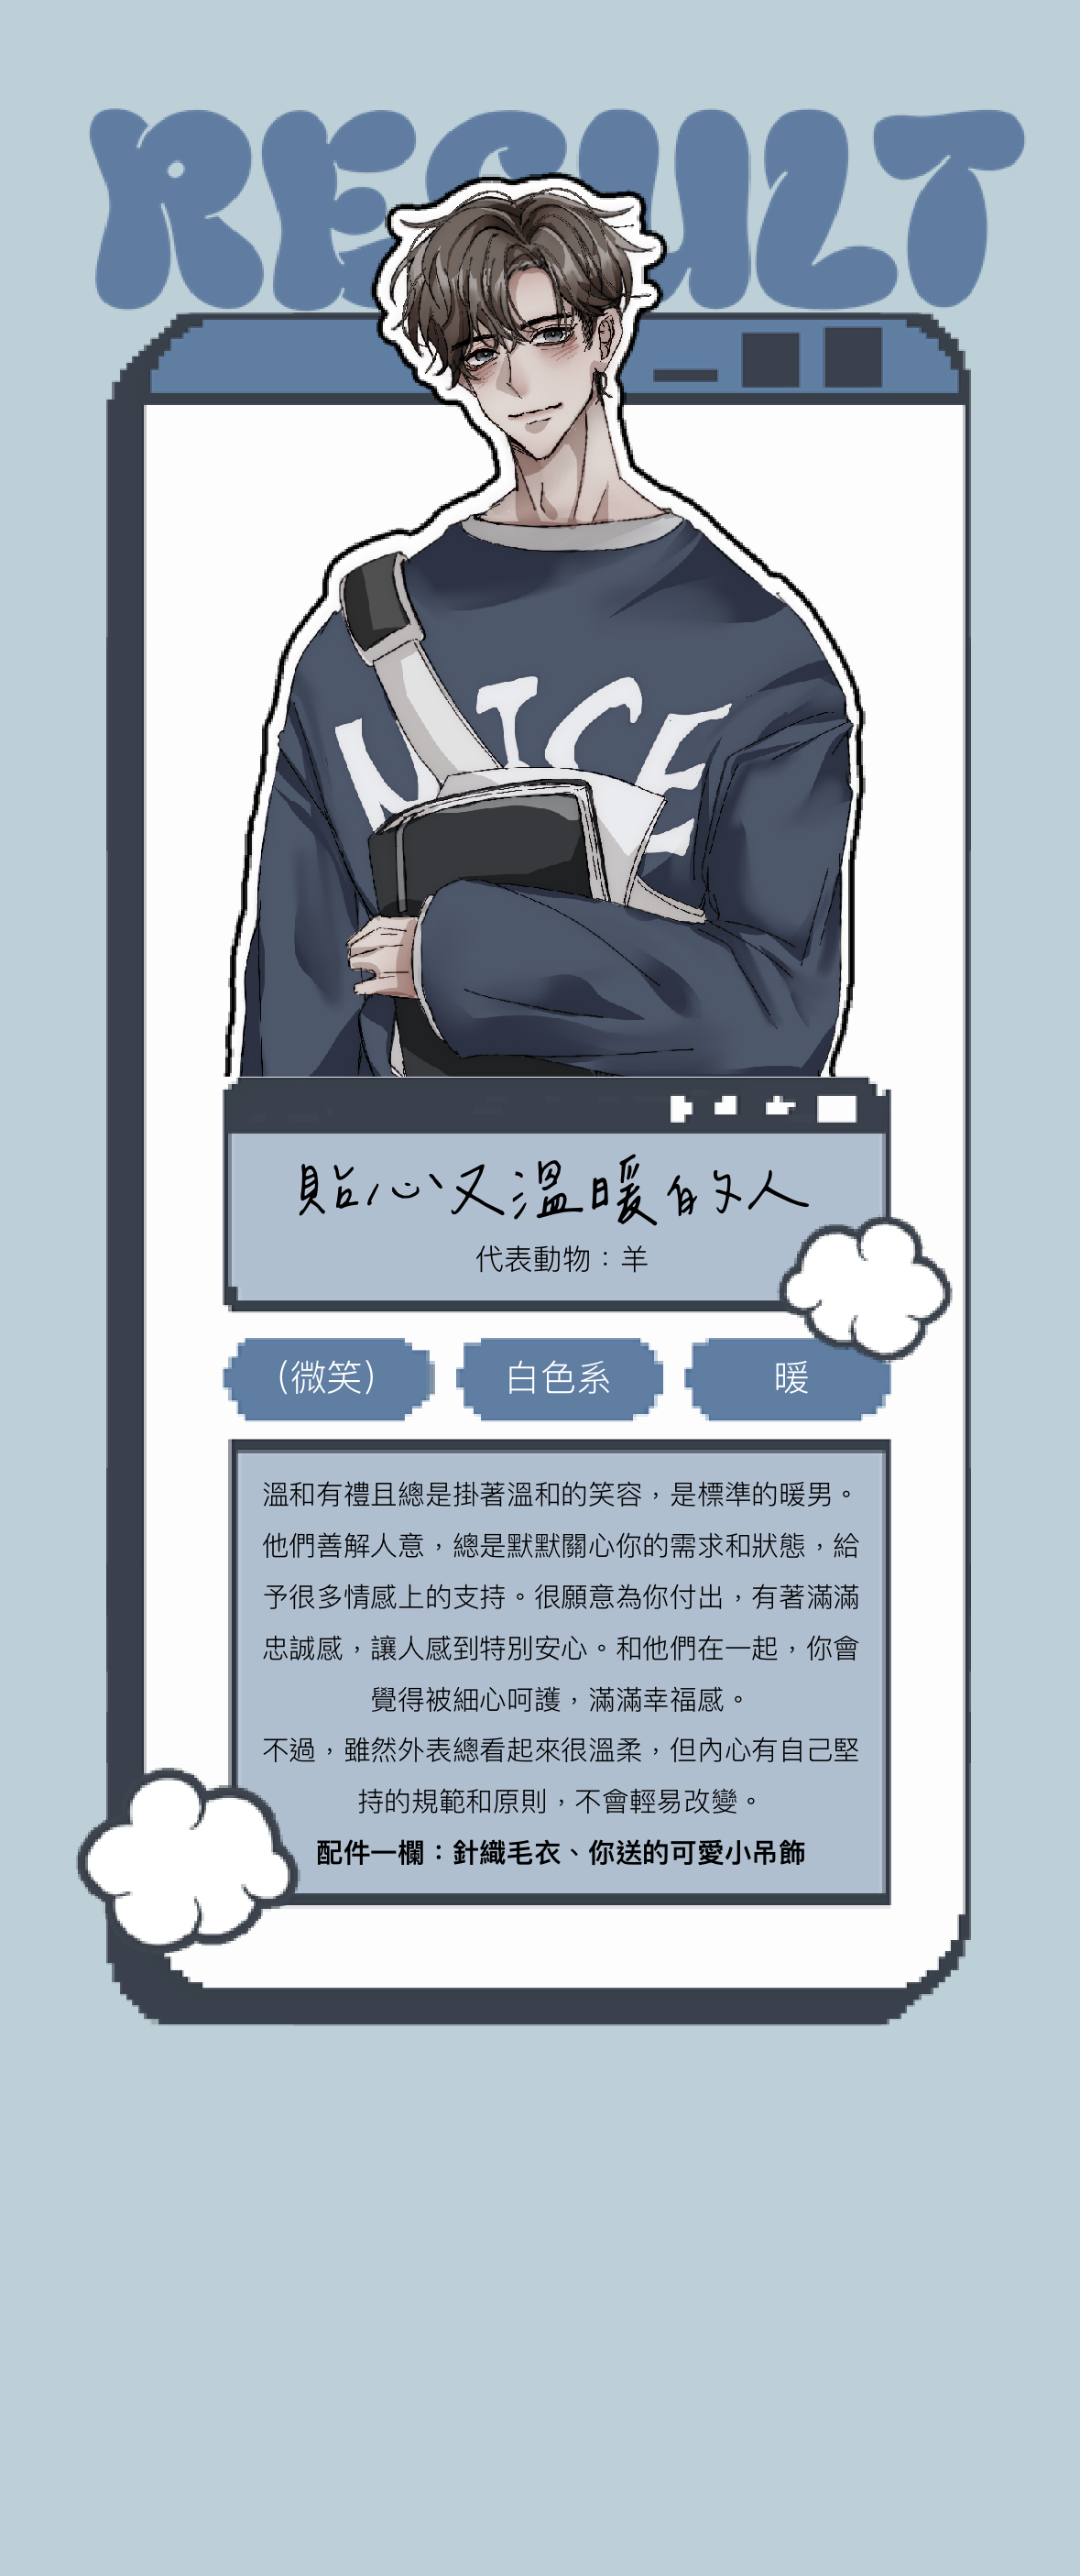 RESULT
NICE
貼心又溫暖的人
代表動物：羊
（微笑）
白色系
暖
溫和有禮且總是掛著溫和的笑容，是標準的暖男。
他們善解人意，總是默默關心你的需求和狀態，給
予很多情感上的支持。很願意為你付出，有著滿滿
忠誠感，讓人感到特別安心。和他們在一起，你會
覺得被細心呵護，滿滿幸福感。
不過，雖然外表總看起來很溫柔，但內心有自己堅
持的規範和原則，不會輕易改變。
配件一欄：針織毛衣、你送的可愛小吊飾